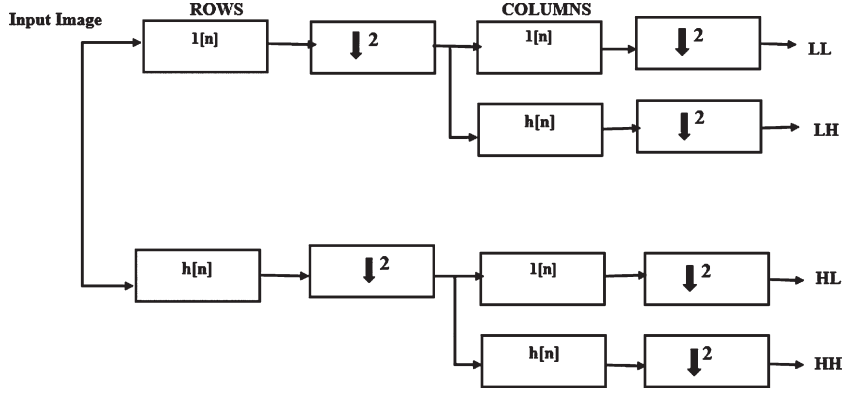 ROWS
COLUMNS
Input Image
l[n]
2
l[n]
2
LL
h[n]
2
LH
h[n]
2
l[n]
2
HL
h[n]
2
HH